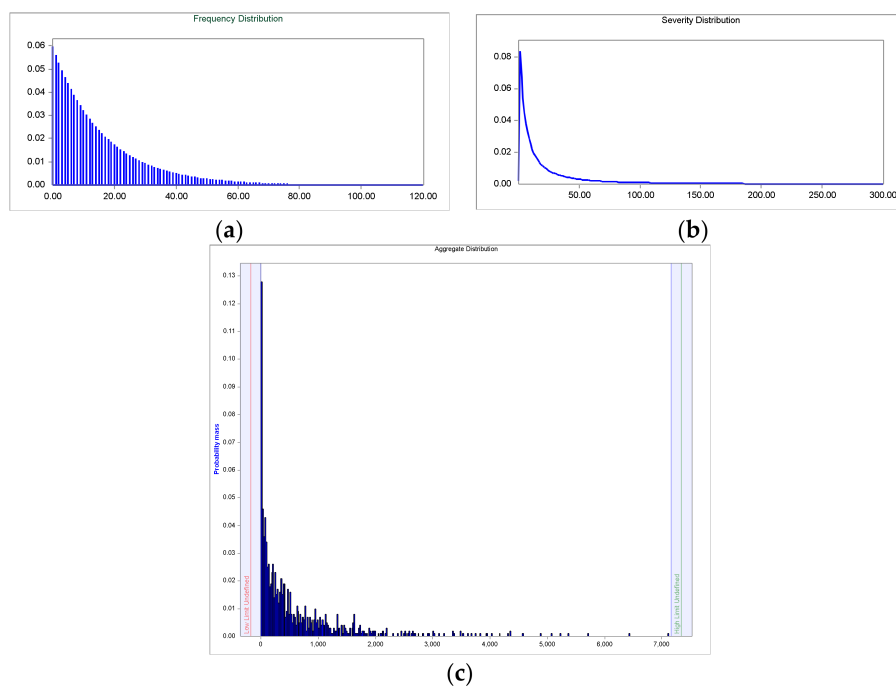 Frequency Distribution
0.06
0.05
0.04
0.03
0.02
0.01
0.00
0.00 20.00 40.00 60.00 80.00 100.00 120.00
(a)
Severity Distribution
0.08
0.06
0.04
0.02
0.00
50.00 100.00 150.00 200.00 250.00 300.00
(b)
Aggregate Distribution
Probability mass
0.13
0.12
0.11
0.10
0.09
0.08
0.07
0.06
0.05
0.04
0.03
0.02
0.01
0.00
Low Limit Undefined
High Limit Undefined
0 1,000 2,000 3,000 4,000 5,000 6,000 7,000
(c)